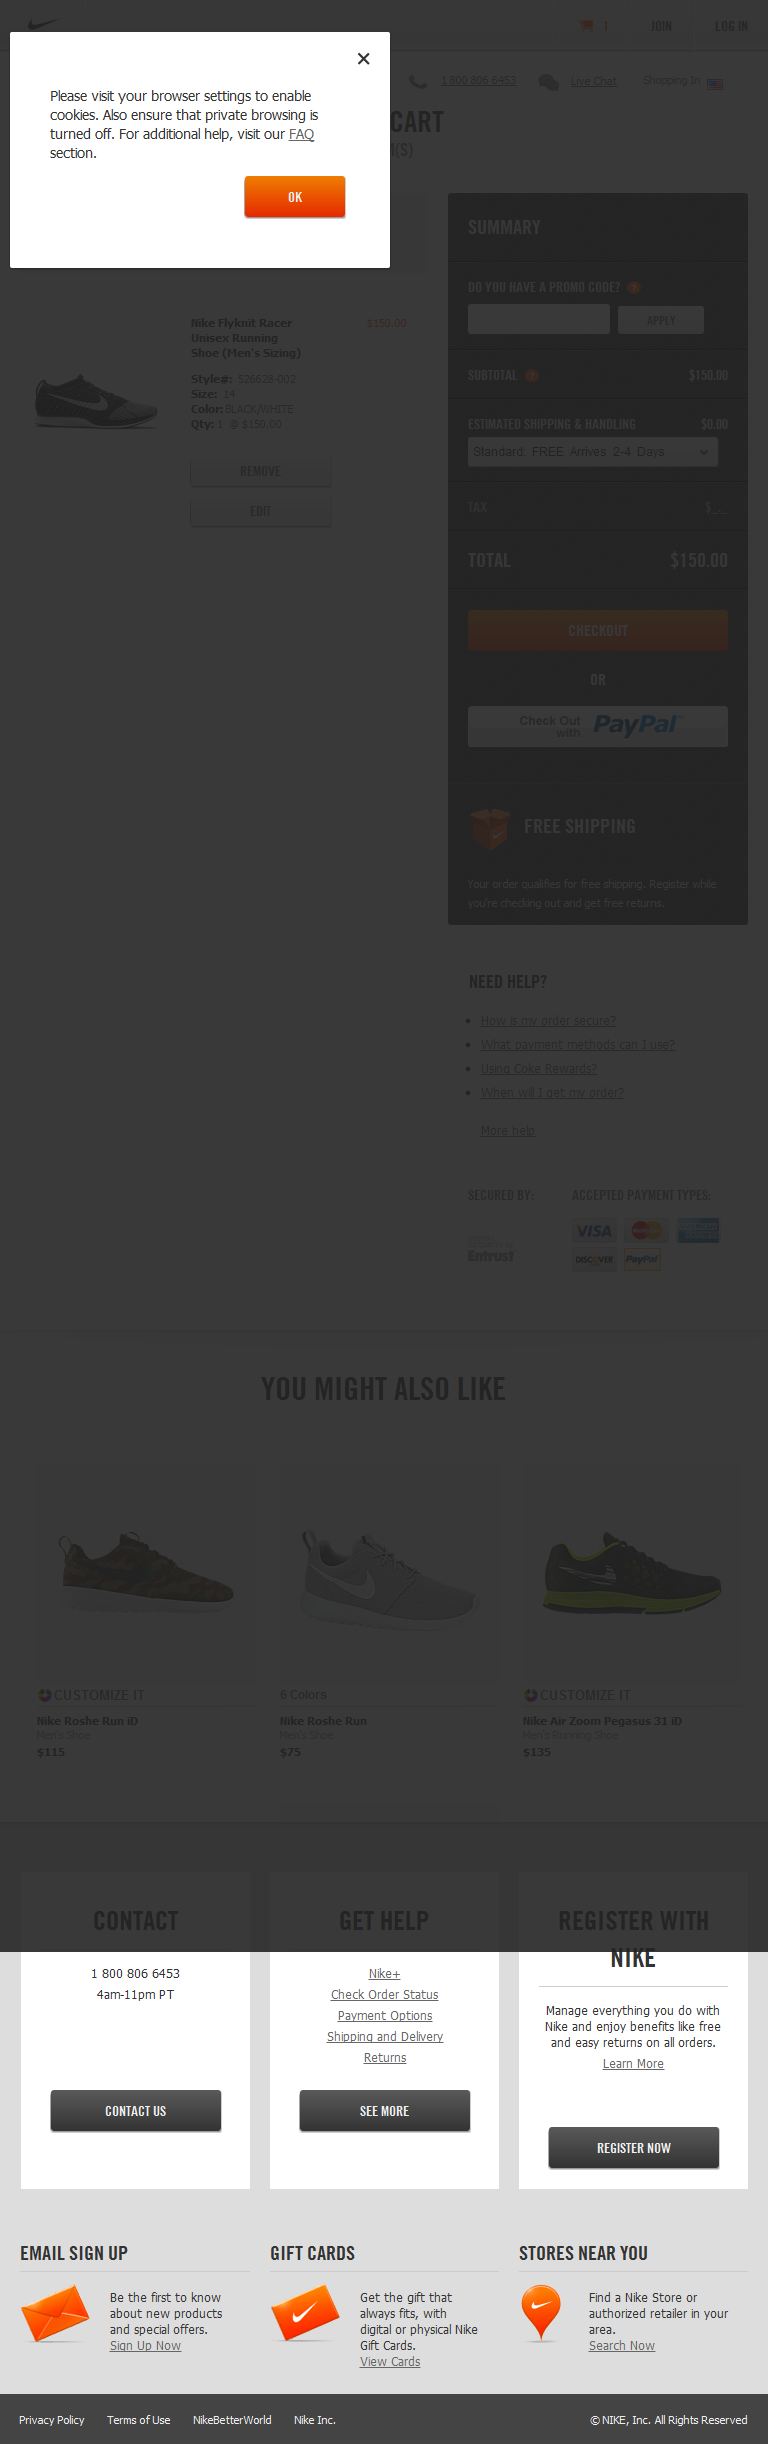 1
JOIN
LOG IN
Please visit your browser settings to enable
cookies. Also ensure that private browsing is
turned off. For additional help, visit our FAQ
section.
OK
1 800 806 6453
Live Chat
Shopping In:
CART
M(S)
Nike Flyknit Racer
Unisex Running
Shoe (Men's Sizing)
$150.00
Style#: 526628-002
Size: 14
Color: BLACK/WHITE
Qty: 1 @ $150.00
REMOVE
EDIT
SUMMARY
DO YOU HAVE A PROMO CODE? ?
APPLY
SUBTOTAL ? $150.00
ESTIMATED SHIPPING & HANDLING $0.00
Standard: FREE Arrives 2-4 Days
TAX $_._
TOTAL $150.00
CHECKOUT
OR
Check Out
with
PayPal™
FREE SHIPPING
Your order qualifies for free shipping. Register while
you're checking out and get free returns.
NEED HELP?
How is my order secure?
What payment methods can I use?
Using Coke Rewards?
When will I get my order?
More help
SECURED BY:
Entrust
ACCEPTED PAYMENT TYPES:
VISA MasterCard AMERICAN EXPRESS
DISCOVER PayPal
YOU MIGHT ALSO LIKE
CUSTOMIZE IT
Nike Roshe Run iD
Men's Shoe
$115
6 Colors
Nike Roshe Run
Men's Shoe
$75
CUSTOMIZE IT
Nike Air Zoom Pegasus 31 iD
Men's Running Shoe
$135
CONTACT
1 800 806 6453
4am-11pm PT
CONTACT US
GET HELP
Nike+
Check Order Status
Payment Options
Shipping and Delivery
Returns
SEE MORE
REGISTER WITH
NIKE
Manage everything you do with
Nike and enjoy benefits like free
and easy returns on all orders.
Learn More
REGISTER NOW
EMAIL SIGN UP
Be the first to know
about new products
and special offers.
Sign Up Now
GIFT CARDS
Get the gift that
always fits, with
digital or physical Nike
Gift Cards.
View Cards
STORES NEAR YOU
Find a Nike Store or
authorized retailer in your
area.
Search Now
Privacy Policy Terms of Use NikeBetterWorld Nike Inc. © NIKE, Inc. All Rights Reserved